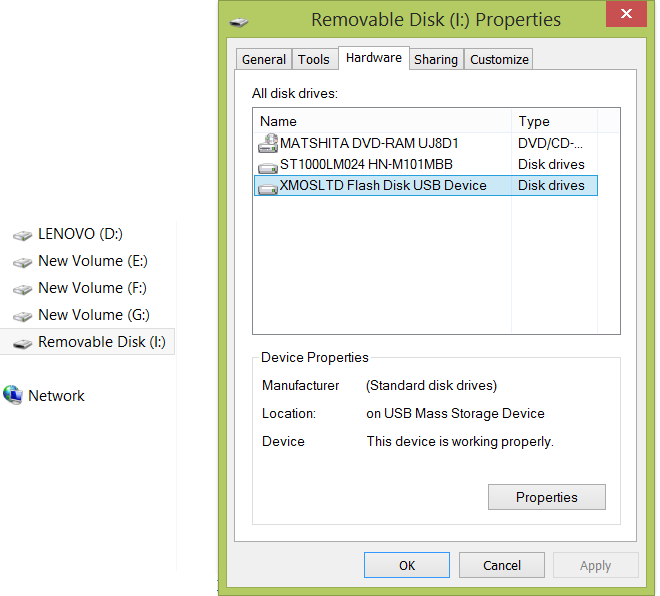 LENOVO (D:)
New Volume (E:)
New Volume (F:)
New Volume (G:)
Removable Disk (I:)
Network
Removable Disk (I:) Properties
General Tools Hardware Sharing Customize
All disk drives:
Name Type
MATSHITA DVD-RAM UJ8D1 DVD/CD-...
ST1000LM024 HN-M101MBB Disk drives
XMOSLTD Flash Disk USB Device Disk drives
Device Properties
Manufacturer (Standard disk drives)
Location: on USB Mass Storage Device
Device This device is working properly.
Properties
OK Cancel Apply